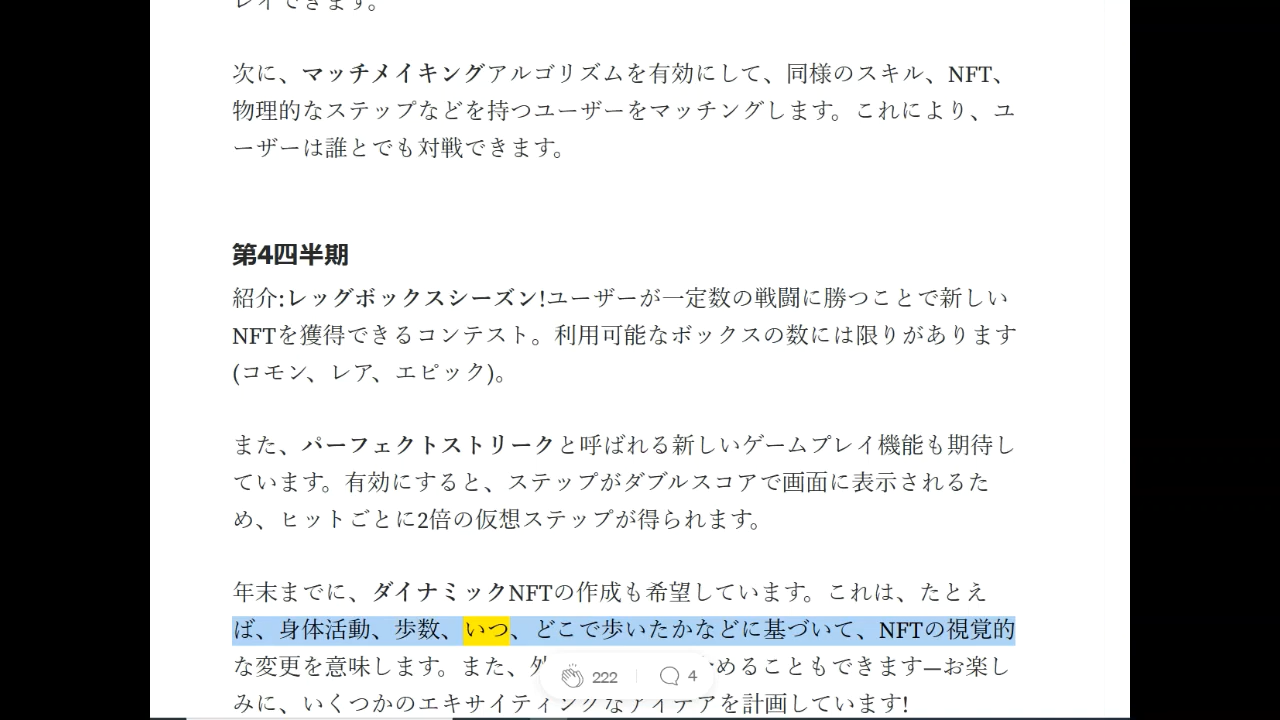 レイできます。
次に、マッチメイキングアルゴリズムを有効にして、同様のスキル、NFT、
物理的なステップなどを持つユーザーをマッチングします。これにより、ユ
ーザーは誰とでも対戦できます。
第4四半期
紹介:レッグボックスシーズン!ユーザーが一定数の戦闘に勝つことで新しい
NFTを獲得できるコンテスト。利用可能なボックスの数には限りがあります
(コモン、レア、エピック)。
また、パーフェクトストリークと呼ばれる新しいゲームプレイ機能も期待し
ています。有効にすると、ステップがダブルスコアで画面に表示されるた
め、ヒットごとに2倍の仮想ステップが得られます。
年末までに、ダイナミックNFTの作成も希望しています。これは、たとえ
ば、身体活動、歩数、いつ、どこで歩いたかなどに基づいて、NFTの視覚的
な変更を意味します。また、外 めることもできます—お楽し
222 4
みに、いくつかのエキサイティングなアイデアを計画しています!